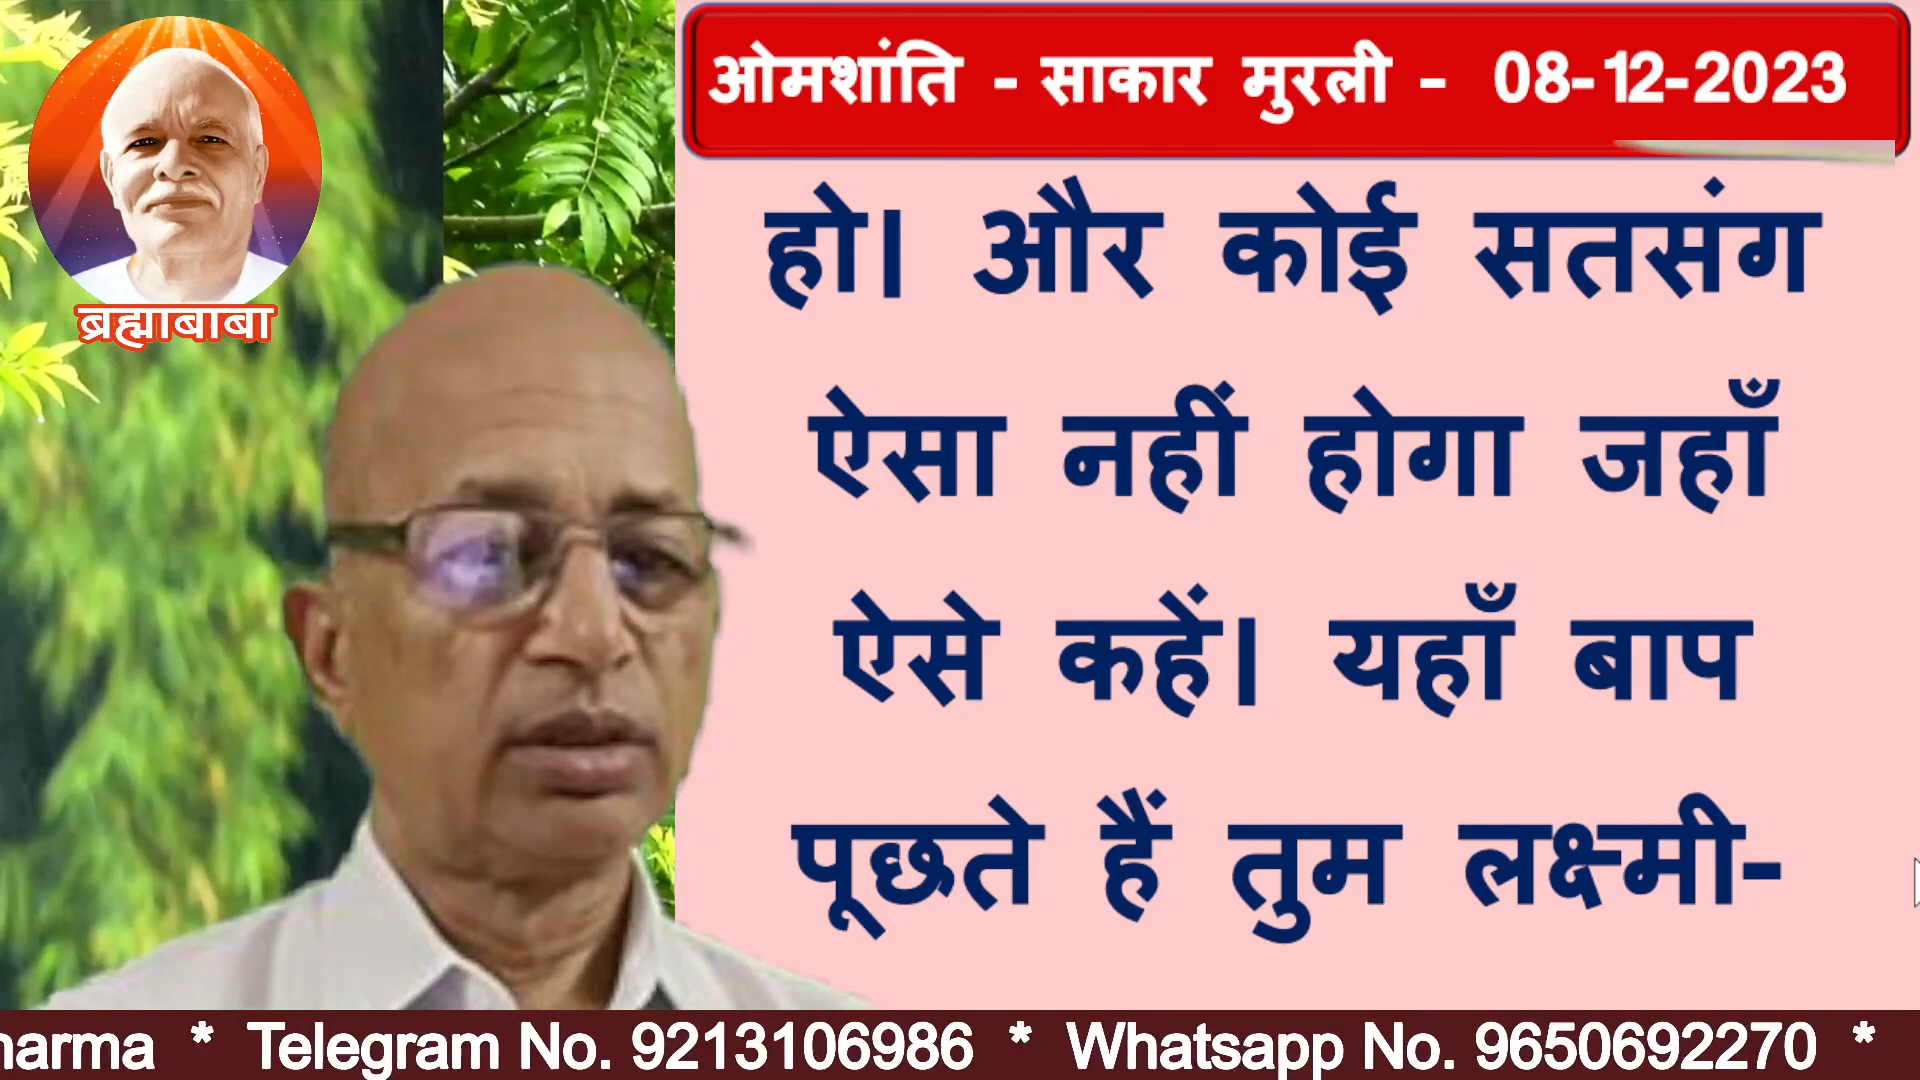 ओमशांति - साकार मुरली - 08-12-2023
ब्रह्माबाबा
हो। और कोई सतसंग
ऐसा नहीं होगा जहाँ
ऐसे कहें। यहाँ बाप
पूछते हैं तुम लक्ष्मी-
harma * Telegram No. 9213106986 * Whatsapp No. 9650692270 *